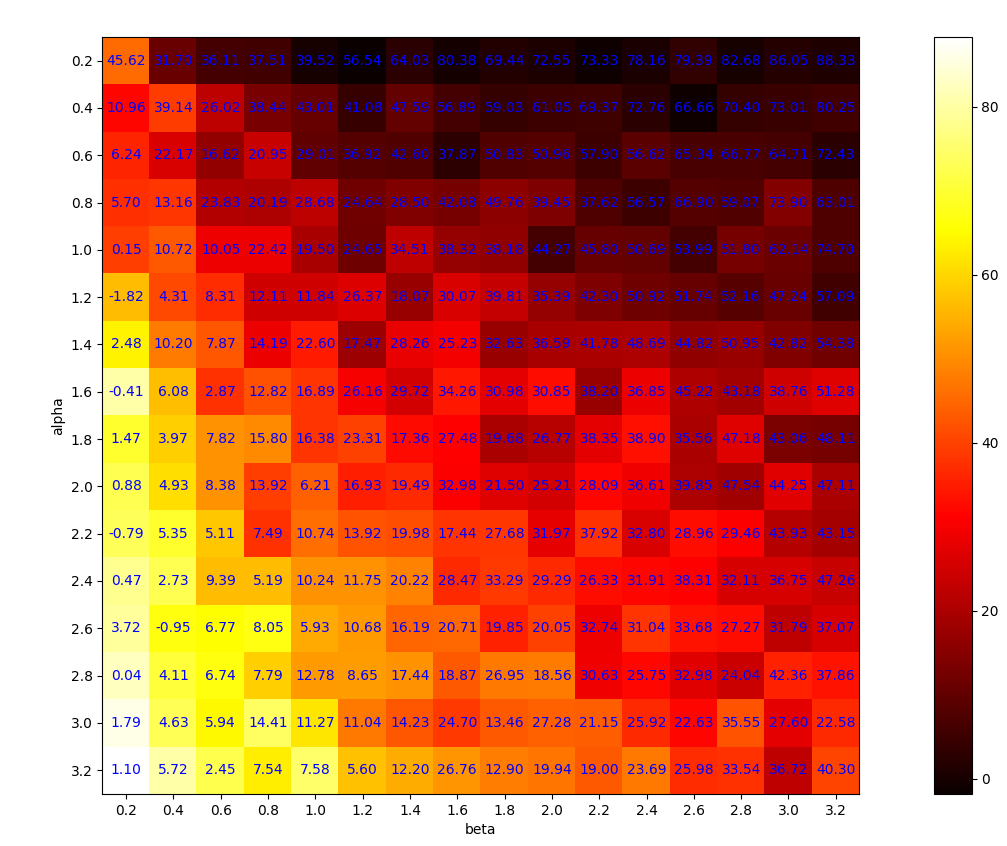 0.2 45.62 31.70 36.11 37.51 39.52 56.54 64.03 80.38 69.44 72.55 73.33 78.16 79.39 82.68 86.05 88.33
80
0.4 10.96 39.14 26.02 38.44 43.01 41.08 47.59 56.89 59.03 61.05 69.37 72.76 66.66 70.40 73.01 80.25
0.6 6.24 22.17 16.62 20.95 29.01 36.92 42.80 37.87 50.93 53.96 57.90 56.62 65.34 66.77 64.71 72.43
0.8 5.70 13.16 23.83 20.19 28.68 24.64 28.50 42.08 49.76 39.45 37.62 56.57 66.90 59.07 72.90 63.01
1.0 0.15 10.72 10.05 22.42 19.90 24.65 34.51 38.32 38.18 44.27 45.80 50.69 53.99 51.80 62.14 74.70
60
1.2 -1.82 4.31 8.31 12.11 11.84 26.37 18.07 30.07 39.81 35.39 42.30 50.92 51.74 52.16 47.24 57.09
1.4 2.48 10.20 7.87 14.19 22.60 17.47 28.26 25.23 32.69 36.59 41.78 48.69 44.82 50.95 42.82 54.98
1.6 -0.41 6.08 2.87 12.82 16.89 26.16 29.72 34.26 30.98 30.85 38.20 36.85 45.22 43.18 38.76 51.28
alpha
1.8 1.47 3.97 7.82 15.80 16.38 23.31 17.36 27.48 19.68 26.77 38.35 38.90 35.56 47.18 43.06 48.11
40
2.0 0.88 4.93 8.38 13.92 6.21 16.93 19.49 32.98 21.50 25.21 28.09 36.61 39.85 47.54 44.25 47.11
2.2 -0.79 5.35 5.11 7.49 10.74 13.92 19.98 17.44 27.68 31.97 37.92 32.80 28.96 29.46 43.93 43.15
2.4 0.47 2.73 9.39 5.19 10.24 11.75 20.22 28.47 33.29 29.29 26.33 31.91 38.31 32.11 36.75 47.26
20
2.6 3.72 -0.95 6.77 8.05 5.93 10.68 16.19 20.71 19.85 20.05 32.74 31.04 33.68 27.27 31.79 37.07
2.8 0.04 4.11 6.74 7.79 12.78 8.65 17.44 18.87 26.95 18.56 30.63 25.75 32.98 24.04 42.36 37.86
3.0 1.79 4.63 5.94 14.41 11.27 11.04 14.23 24.70 13.46 27.28 21.15 25.92 22.63 35.55 27.60 22.58
3.2 1.10 5.72 2.45 7.54 7.58 5.60 12.20 26.76 12.90 19.94 19.00 23.69 25.98 33.54 36.72 40.30
0
0.2 0.4 0.6 0.8 1.0 1.2 1.4 1.6 1.8 2.0 2.2 2.4 2.6 2.8 3.0 3.2
beta